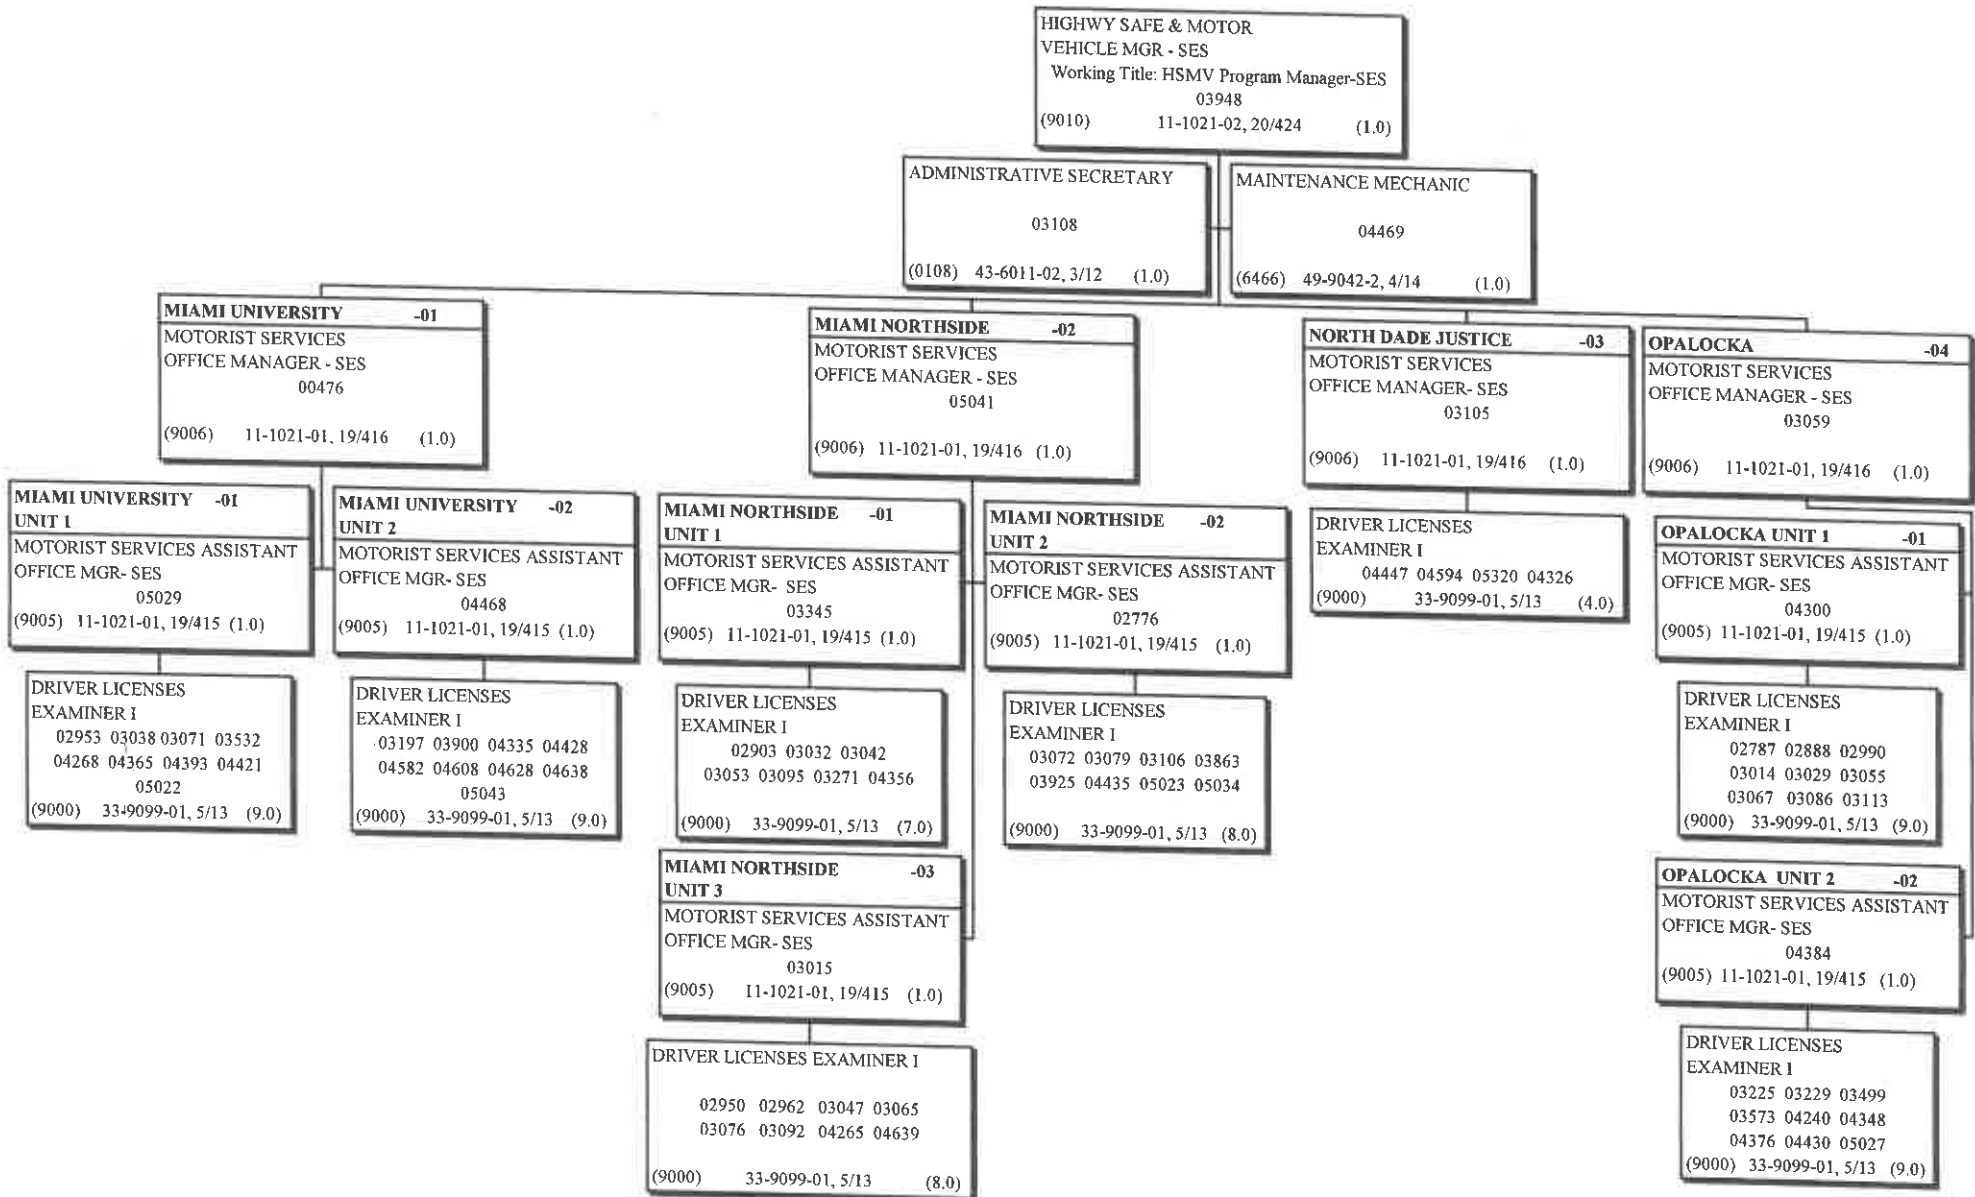 HIGHWY SAFE & MOTOR
VEHICLE MGR - SES
Working Title: HSMV Program Manager-SES
03948
(9010) 11-1021-02, 20/424 (1.0)
ADMINISTRATIVE SECRETARY
03108
(0108) 43-6011-02, 3/12 (1.0)
MAINTENANCE MECHANIC
04469
(6466) 49-9042-2, 4/14 (1.0)
MIAMI UNIVERSITY -01
MOTORIST SERVICES
OFFICE MANAGER - SES
00476
(9006) 11-1021-01, 19/416 (1.0)
MIAMI NORTHSIDE -02
MOTORIST SERVICES
OFFICE MANAGER - SES
05041
(9006) 11-1021-01, 19/416 (1.0)
NORTH DADE JUSTICE -03
MOTORIST SERVICES
OFFICE MANAGER- SES
03105
(9006) 11-1021-01, 19/416 (1.0)
OPALOCKA -04
MOTORIST SERVICES
OFFICE MANAGER - SES
03059
(9006) 11-1021-01, 19/416 (1.0)
MIAMI UNIVERSITY -01
UNIT 1
MOTORIST SERVICES ASSISTANT
OFFICE MGR- SES
05029
(9005) 11-1021-01, 19/415 (1.0)
MIAMI UNIVERSITY -02
UNIT 2
MOTORIST SERVICES ASSISTANT
OFFICE MGR- SES
04468
(9005) 11-1021-01, 19/415 (1.0)
MIAMI NORTHSIDE -01
UNIT 1
MOTORIST SERVICES ASSISTANT
OFFICE MGR- SES
03345
(9005) 11-1021-01, 19/415 (1.0)
MIAMI NORTHSIDE -02
UNIT 2
MOTORIST SERVICES ASSISTANT
OFFICE MGR- SES
02776
(9005) 11-1021-01, 19/415 (1.0)
DRIVER LICENSES
EXAMINER I
04447 04594 05320 04326
(9000) 33-9099-01, 5/13 (4.0)
OPALOCKA UNIT 1 -01
MOTORIST SERVICES ASSISTANT
OFFICE MGR- SES
04300
(9005) 11-1021-01, 19/415 (1.0)
DRIVER LICENSES
EXAMINER I
02953 03038 03071 03532
04268 04365 04393 04421
05022
(9000) 33-9099-01, 5/13 (9.0)
DRIVER LICENSES
EXAMINER I
03197 03900 04335 04428
04582 04608 04628 04638
05043
(9000) 33-9099-01, 5/13 (9.0)
DRIVER LICENSES
EXAMINER I
02903 03032 03042
03053 03095 03271 04356
(9000) 33-9099-01, 5/13 (7.0)
DRIVER LICENSES
EXAMINER I
03072 03079 03106 03863
03925 04435 05023 05034
(9000) 33-9099-01, 5/13 (8.0)
DRIVER LICENSES
EXAMINER I
02787 02888 02990
03014 03029 03055
03067 03086 03113
(9000) 33-9099-01, 5/13 (9.0)
MIAMI NORTHSIDE -03
UNIT 3
MOTORIST SERVICES ASSISTANT
OFFICE MGR- SES
03015
(9005) 11-1021-01, 19/415 (1.0)
OPALOCKA UNIT 2 -02
MOTORIST SERVICES ASSISTANT
OFFICE MGR- SES
04384
(9005) 11-1021-01, 19/415 (1.0)
DRIVER LICENSES EXAMINER I
02950 02962 03047 03065
03076 03092 04265 04639
(9000) 33-9099-01, 5/13 (8.0)
DRIVER LICENSES
EXAMINER I
03225 03229 03499
03573 04240 04348
04376 04430 05027
(9000) 33-9099-01, 5/13 (9.0)